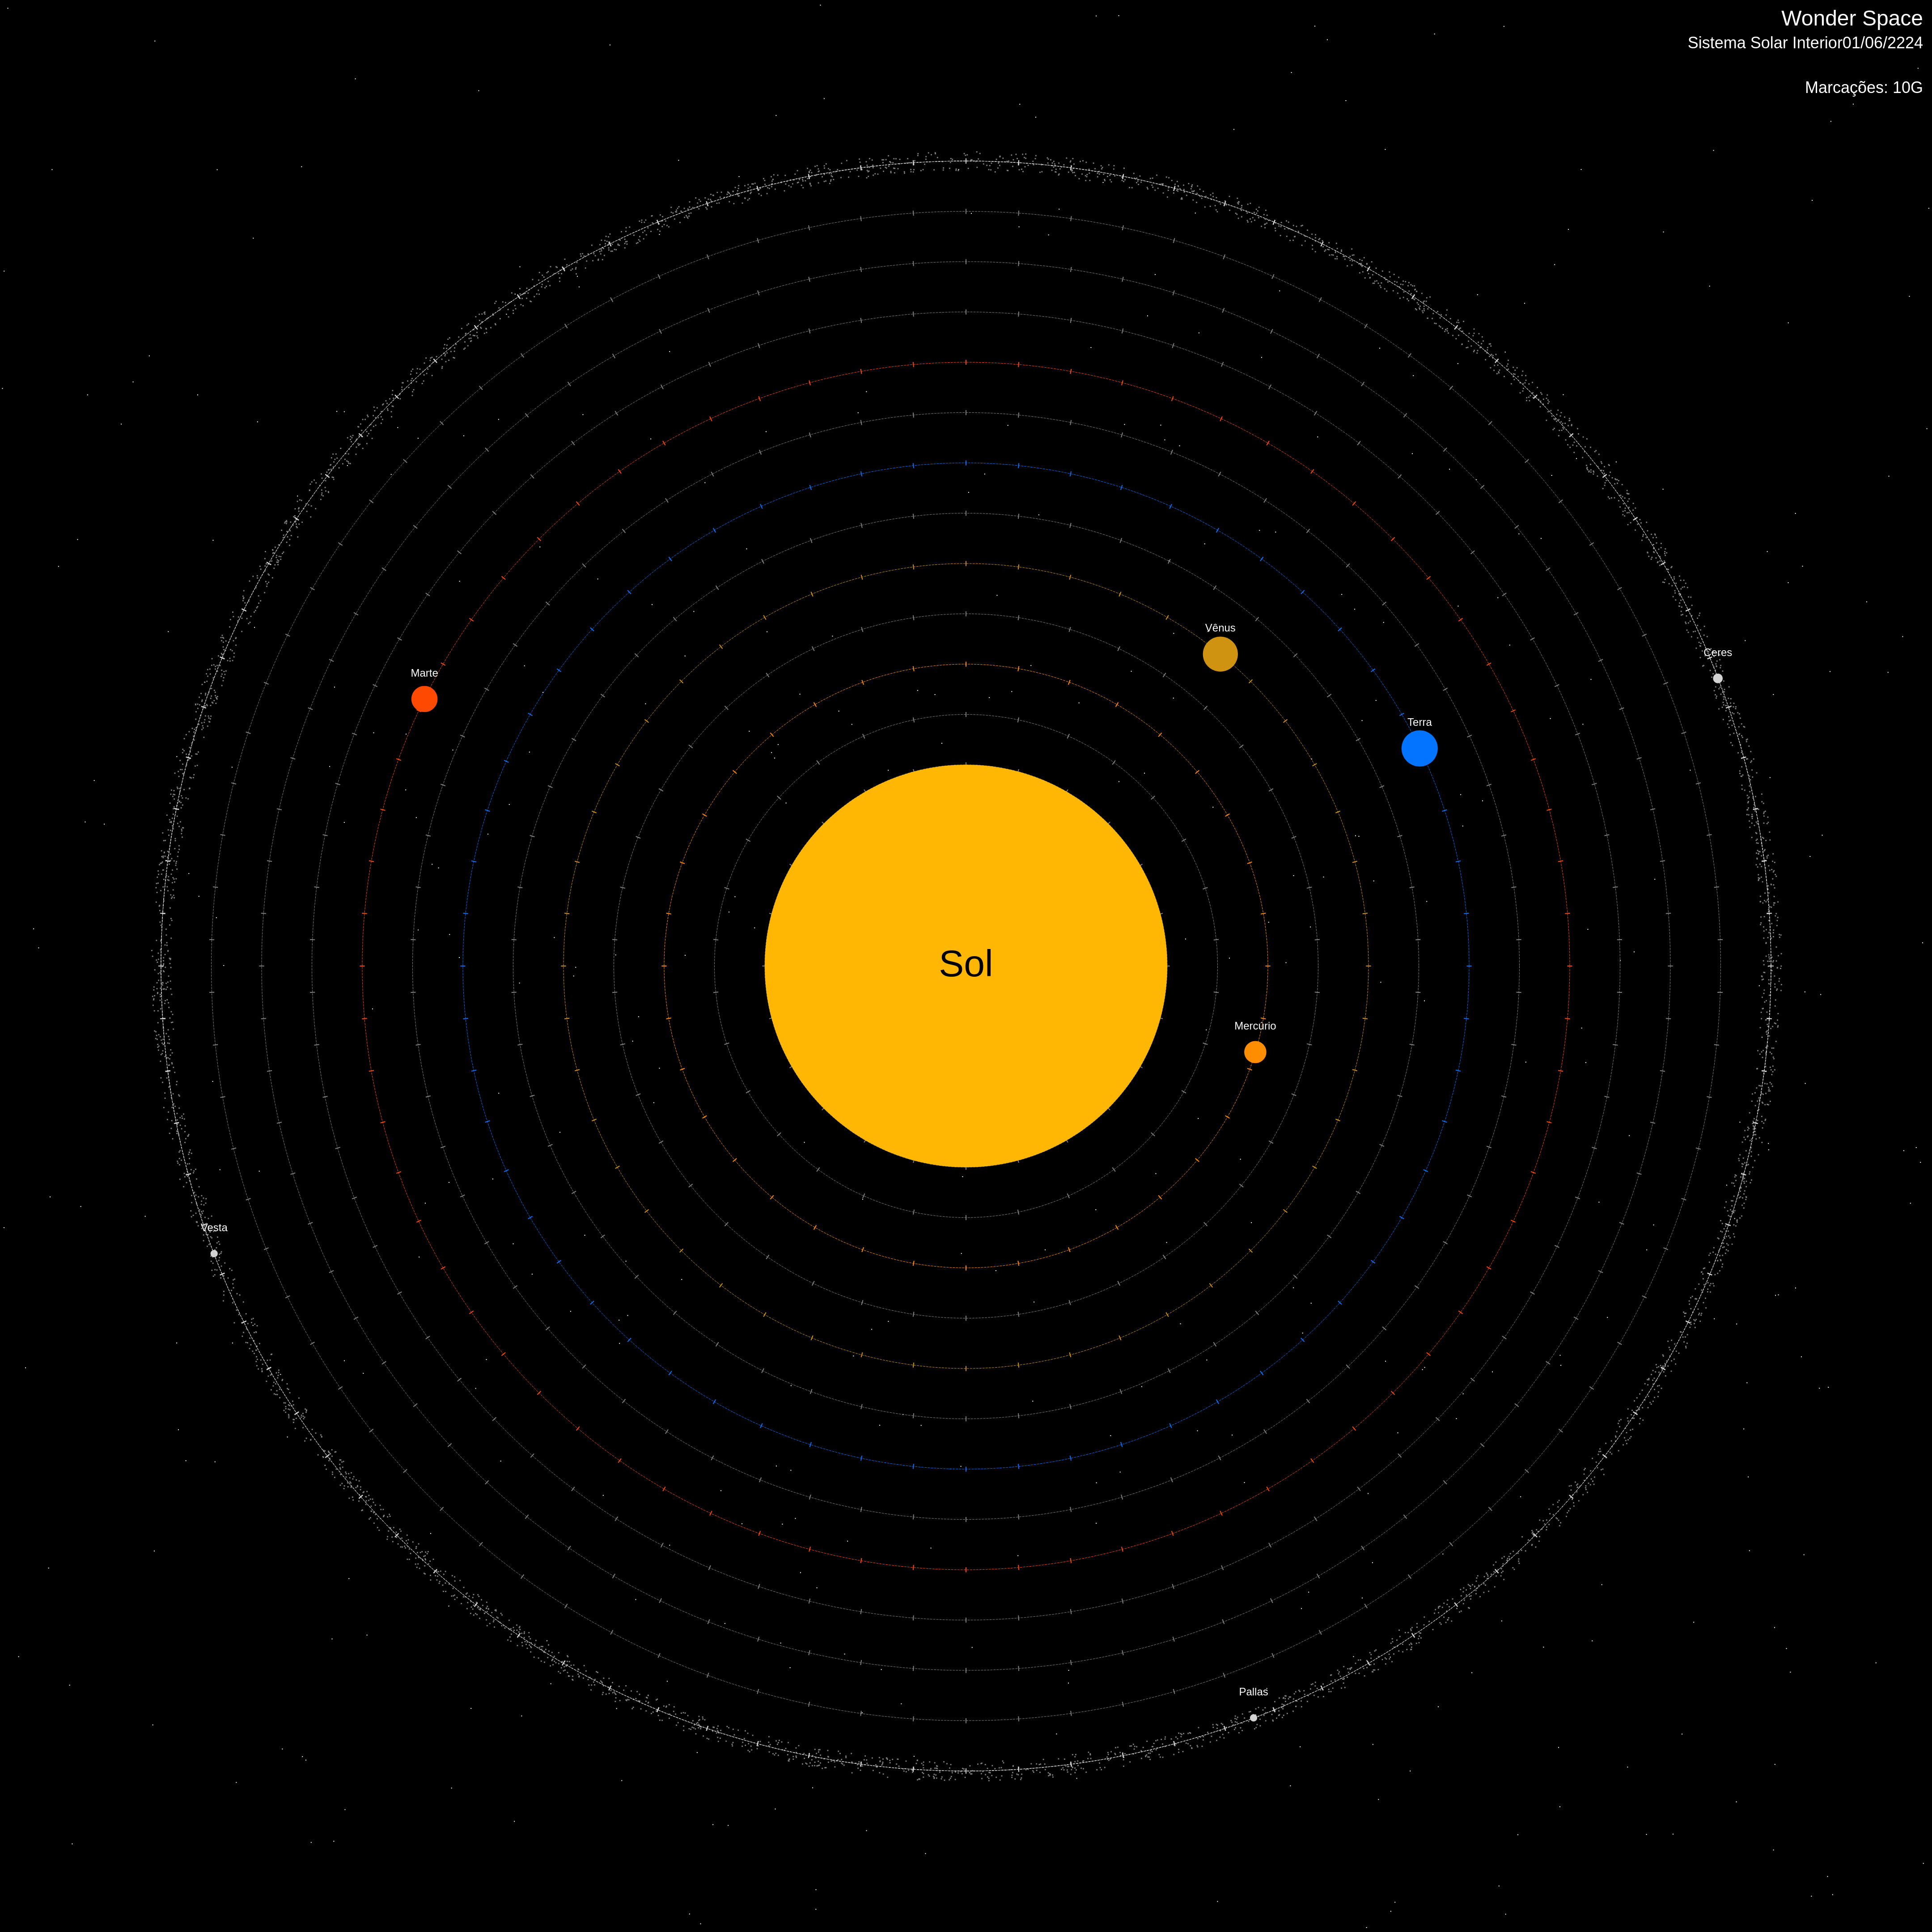 Wonder Space
Sistema Solar Interior01/06/2224
Marcações: 10G
Vênus
Ceres
Marte
Terra
Sol
Mercúrio
Vesta
Pallas